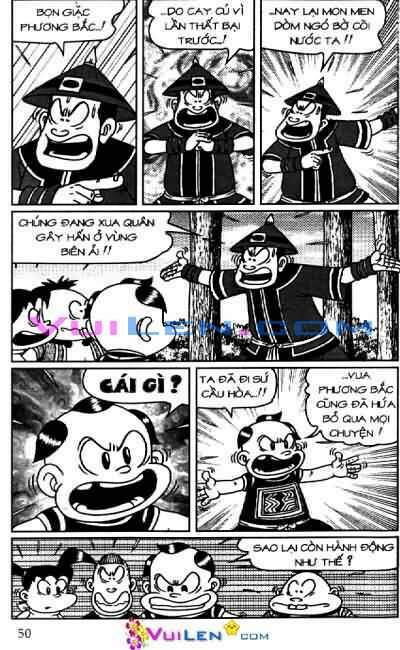 BỌN GIẶC
PHƯƠNG BẮC..!
...DO CAY CÚ VÌ
LẦN THẤT BẠI
TRƯỚC...!
...NAY LẠI MON MEN
DÒM NGÓ BỜ CÕI
NƯỚC TA !!
CHÚNG ĐANG XUA QUÂN
GÂY HẤN Ở VÙNG
BIÊN ẢI !!
VUILEN.COM
CÁI GÌ ?
TA ĐÃ ĐI SỨ
CẦU HÒA...!!
...VUA
PHƯƠNG BẮC
CŨNG ĐÃ HỨA
BỎ QUA MỌI
CHUYỆN !
SAO LẠI CÒN HÀNH ĐỘNG
NHƯ THẾ ?
50
VUILEN.COM